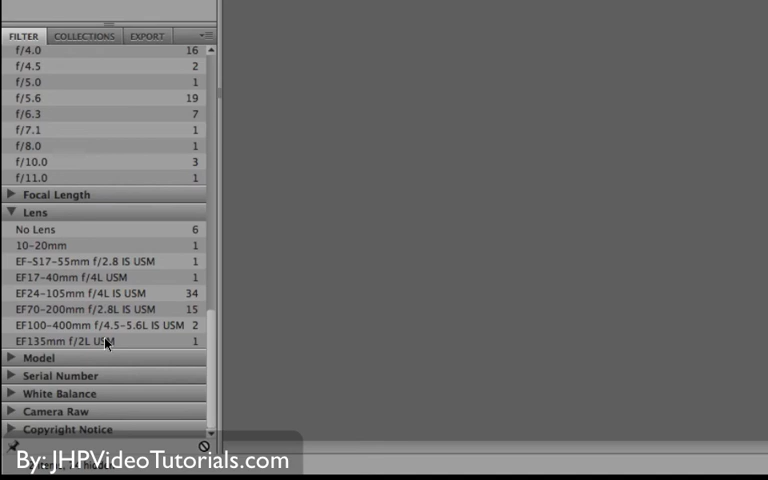 FILTER COLLECTIONS EXPORT
f/4.0 16
f/4.5 2
f/5.0 1
f/5.6 19
f/6.3 7
f/7.1 1
f/8.0 1
f/10.0 3
f/11.0 1
Focal Length
Lens
No Lens 6
10-20mm 1
EF-S17-55mm f/2.8 IS USM 1
EF17-40mm f/4L USM 1
EF24-105mm f/4L IS USM 34
EF70-200mm f/2.8L IS USM 15
EF100-400mm f/4.5-5.6L IS USM 2
EF135mm f/2L USM 1
Model
Serial Number
White Balance
Camera Raw
Copyright Notice
By: JHPVideoTutorials.com